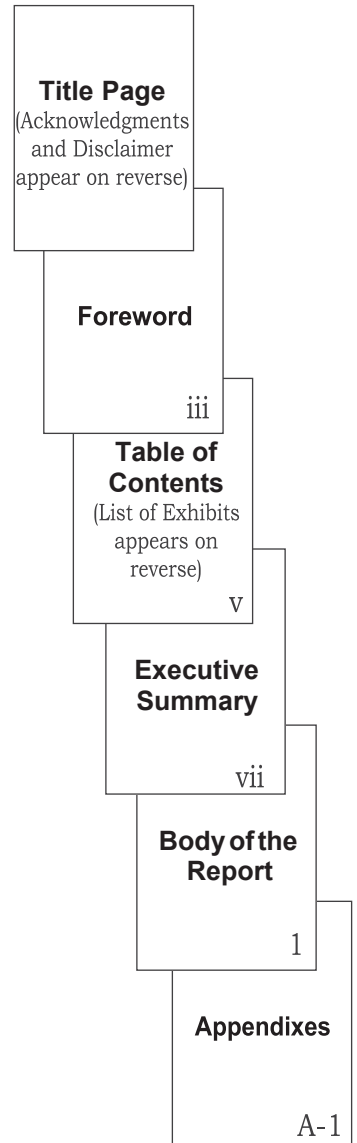 Title Page
(Acknowledgments
and Disclaimer
appear on reverse)
Foreword
iii
Table of
Contents
(List of Exhibits
appears on
reverse)
v
Executive
Summary
vii
Body of the
Report
1
Appendixes
A-1